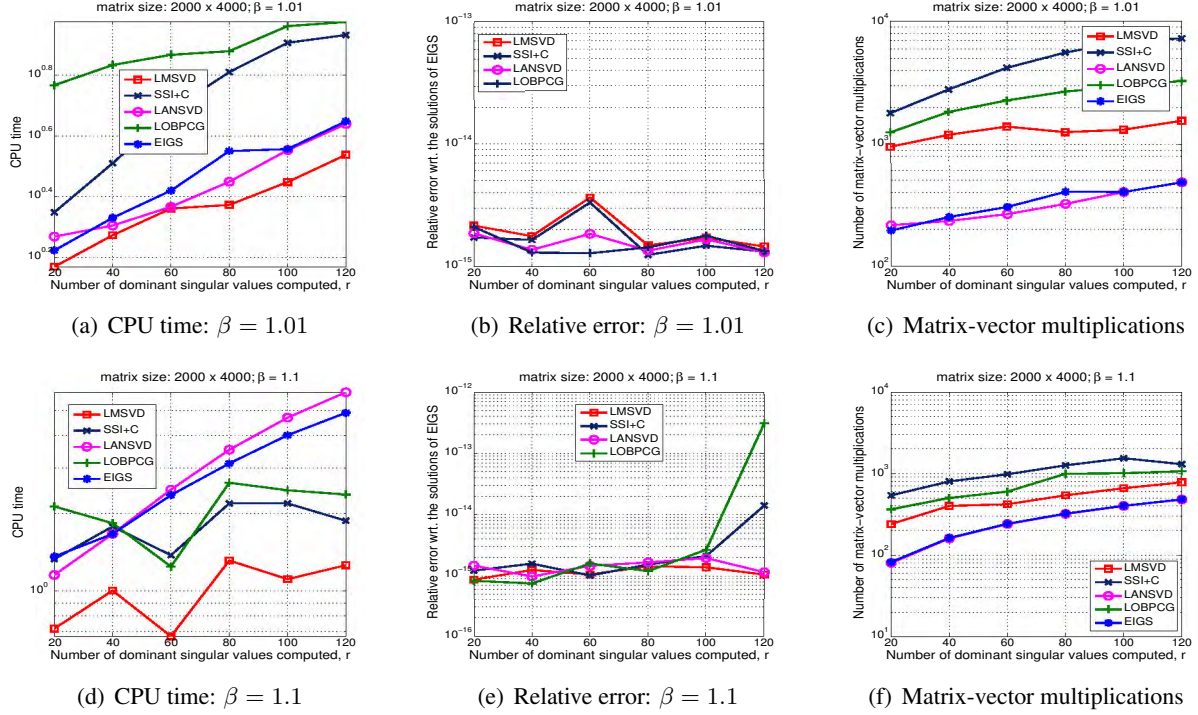 matrix size: 2000 x 4000; β = 1.01
CPU time
10^0.8
10^0.6
10^0.4
10^0.2
LMSVD
SSI+C
LANSVD
LOBPCG
EIGS
20 40 60 80 100 120
Number of dominant singular values computed, r
(a) CPU time: β = 1.01
matrix size: 2000 x 4000; β = 1.01
Relative error wrt. the solutions of EIGS
10^-13
10^-14
10^-15
LMSVD
SSI+C
LANSVD
LOBPCG
20 40 60 80 100 120
Number of dominant singular values computed, r
(b) Relative error: β = 1.01
matrix size: 2000 x 4000; β = 1.01
Number of matrix-vector multiplications
10^4
10^3
10^2
LMSVD
SSI+C
LANSVD
LOBPCG
EIGS
20 40 60 80 100 120
Number of dominant singular values computed, r
(c) Matrix-vector multiplications
matrix size: 2000 x 4000; β = 1.1
CPU time
10^0
LMSVD
SSI+C
LANSVD
LOBPCG
EIGS
20 40 60 80 100 120
Number of dominant singular values computed, r
(d) CPU time: β = 1.1
matrix size: 2000 x 4000; β = 1.1
Relative error wrt. the solutions of EIGS
10^-12
10^-13
10^-14
10^-15
10^-16
LMSVD
SSI+C
LANSVD
LOBPCG
20 40 60 80 100 120
Number of dominant singular values computed, r
(e) Relative error: β = 1.1
matrix size: 2000 x 4000; β = 1.1
Number of matrix-vector multiplications
10^4
10^3
10^2
10^1
LMSVD
SSI+C
LANSVD
LOBPCG
EIGS
20 40 60 80 100 120
Number of dominant singular values computed, r
(f) Matrix-vector multiplications